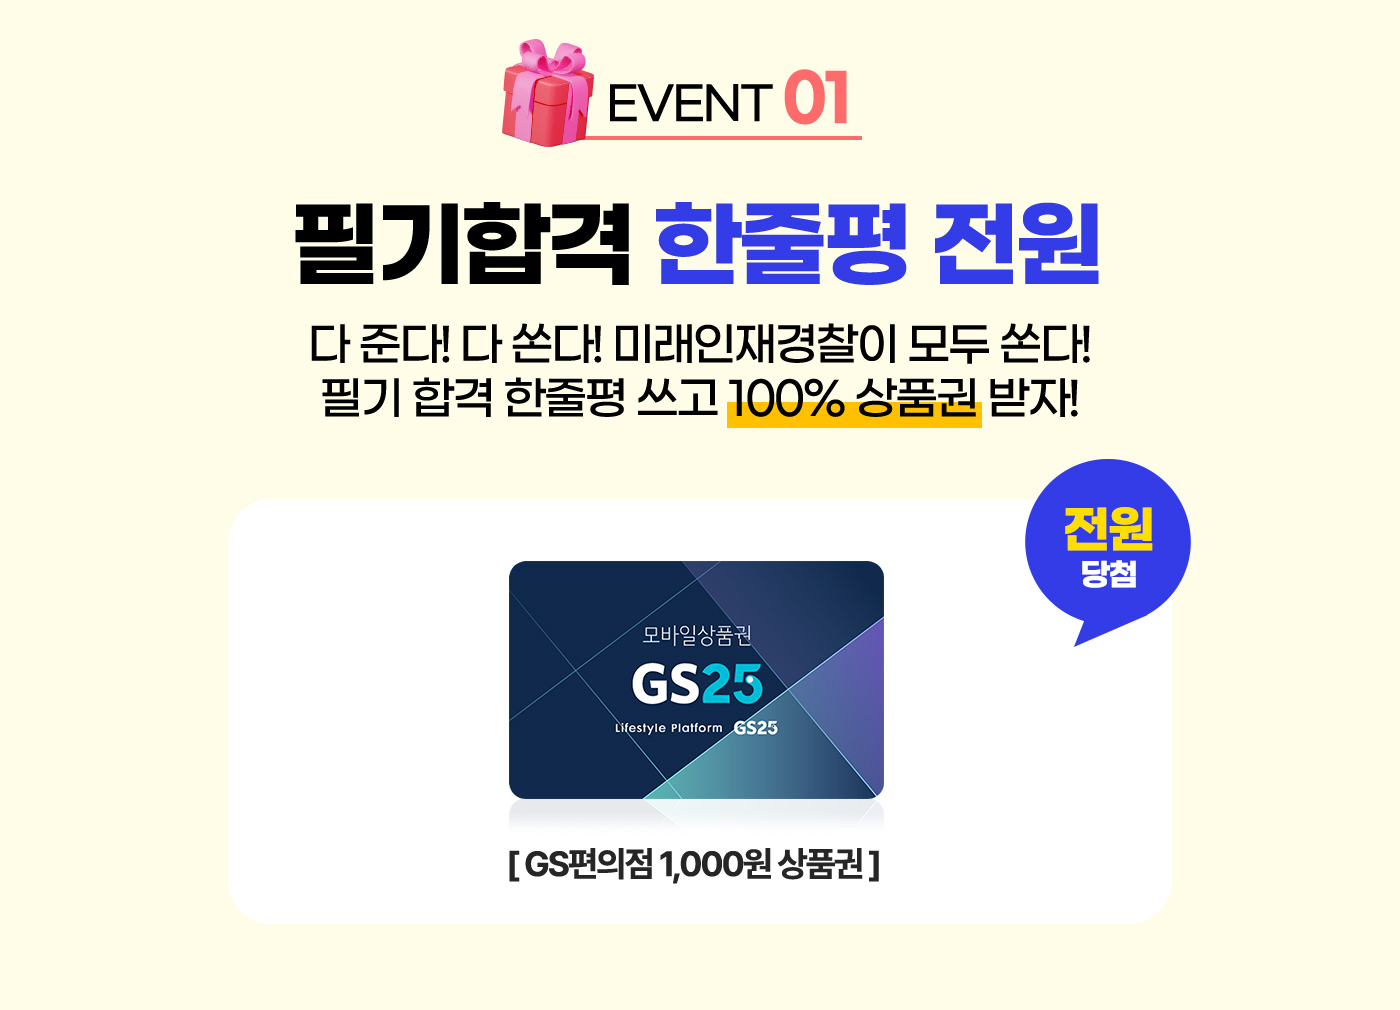 EVENT 01
필기합격 한줄평 전원
다 준다! 다 쏜다! 미래인재경찰이 모두 쏜다!
필기 합격 한줄평 쓰고 100% 상품권 받자!
전원
당첨
모바일상품권
GS25
Lifestyle Platform GS25
[ GS편의점 1,000원 상품권 ]